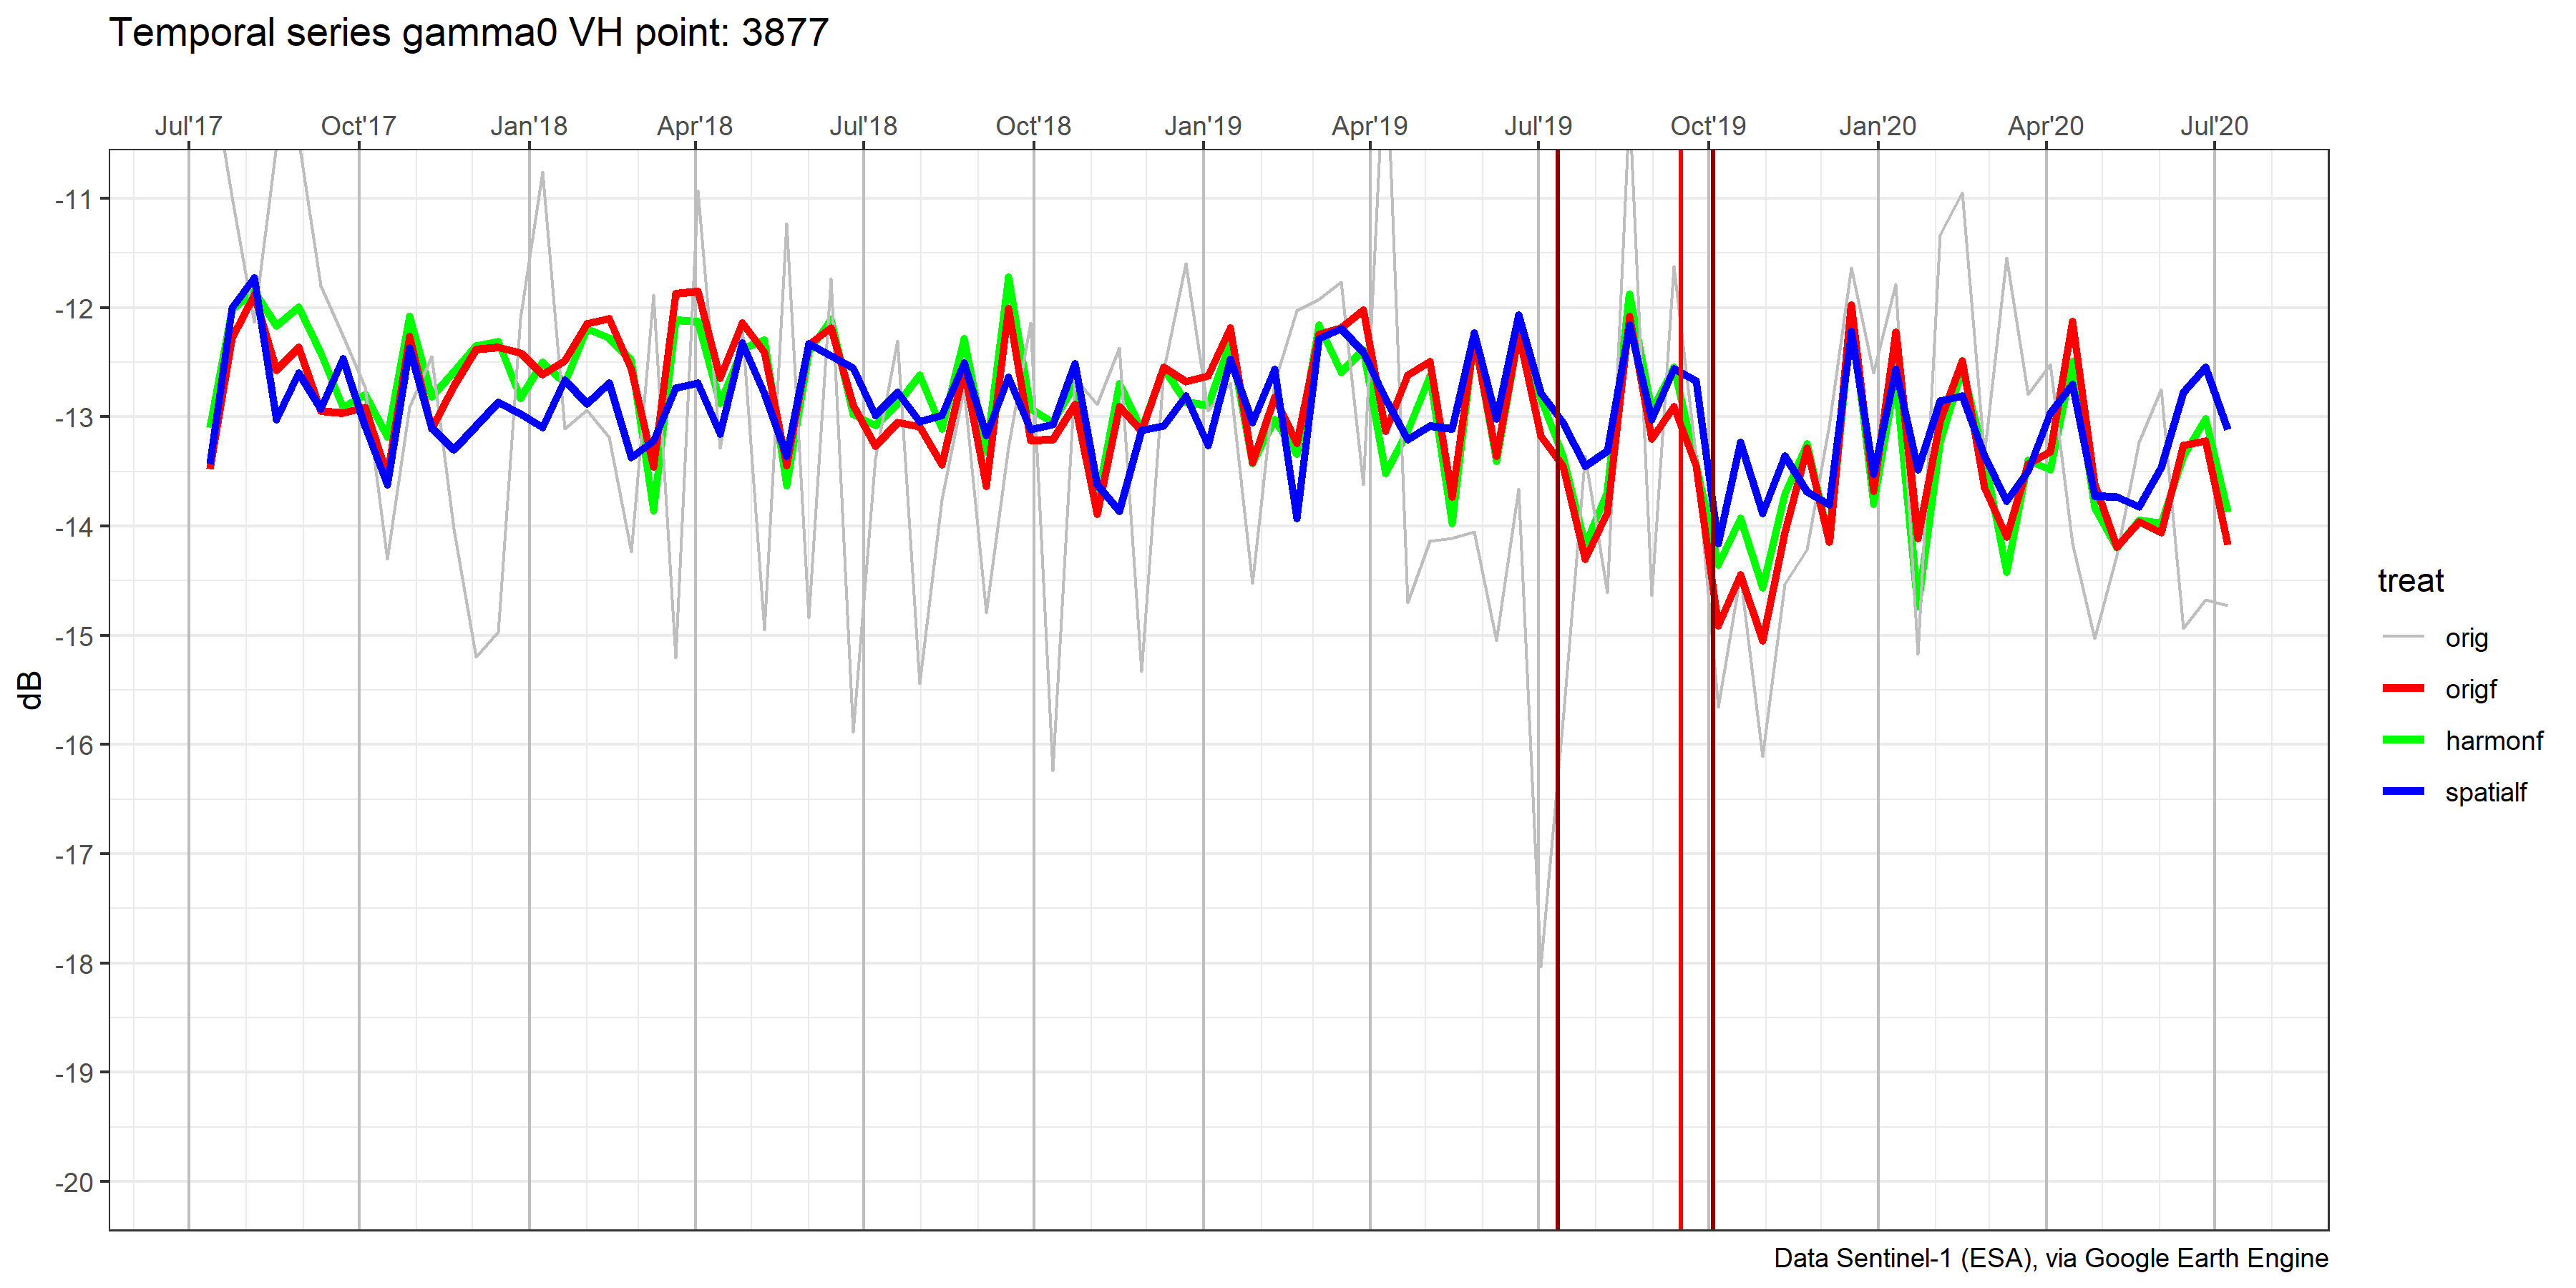 Temporal series gamma0 VH point: 3877
Jul'17 Oct'17 Jan'18 Apr'18 Jul'18 Oct'18 Jan'19 Apr'19 Jul'19 Oct'19 Jan'20 Apr'20 Jul'20
-11
-12
-13
-14
-15
-16
-17
-18
-19
-20
dB
treat
orig
origf
harmonf
spatialf
Data Sentinel-1 (ESA), via Google Earth Engine